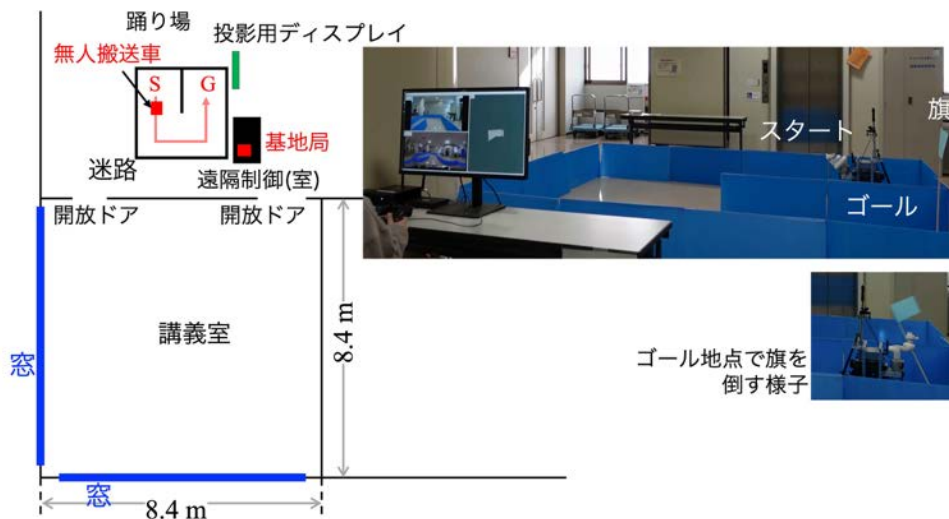 踊り場
投影用ディスプレイ
無人搬送車
S
G
基地局
迷路
遠隔制御(室)
開放ドア
開放ドア
講義室
窓
8.4 m
窓
8.4 m
スタート
旗
ゴール
ゴール地点で旗を
倒す様子